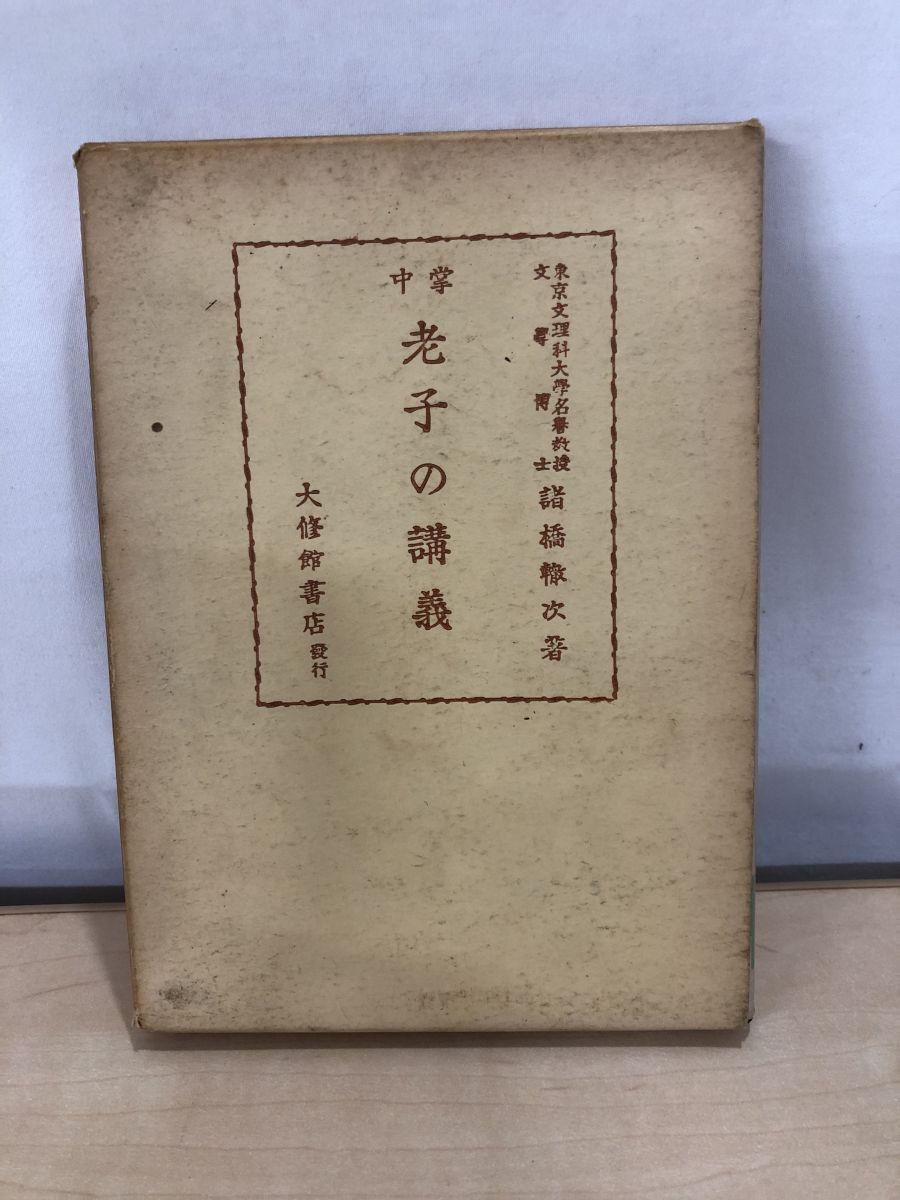 東京文理科大學名譽教授
文學博士
諸橋轍次著
掌中
老子の講義
大修館書店發行